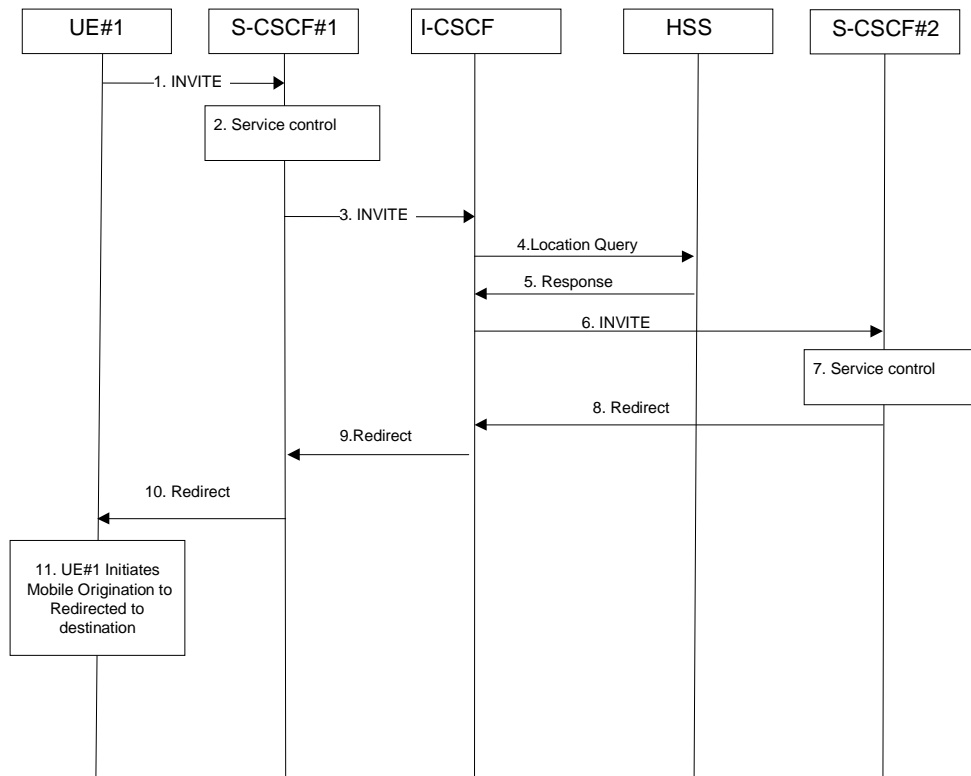 UE#1
S-CSCF#1
I-CSCF
HSS
S-CSCF#2
1. INVITE
2. Service control
3. INVITE
4.Location Query
5. Response
6. INVITE
7. Service control
8. Redirect
9.Redirect
10. Redirect
11. UE#1 Initiates
Mobile Origination to
Redirected to
destination